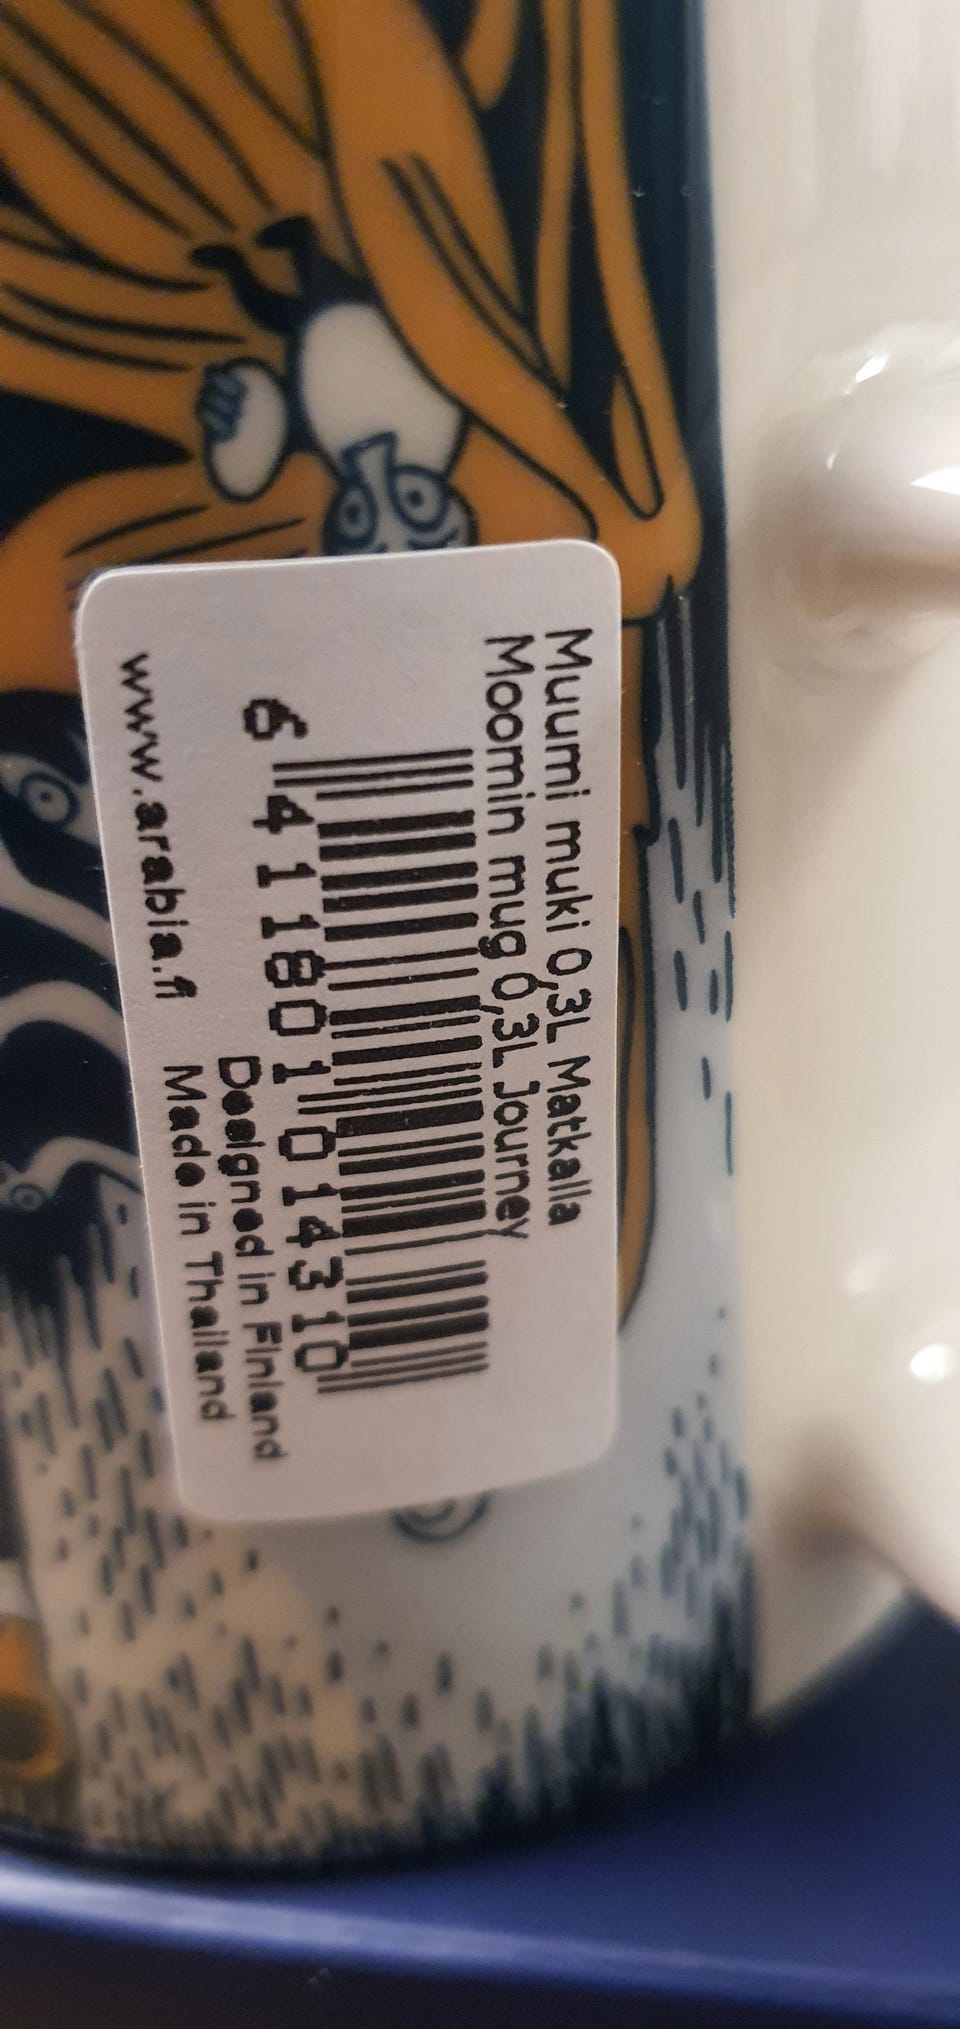 Muumi muki 0,3L Matkalla
Moomin mug 0,3L Journey
6 411801 014310
Designed in Finland
www.arabia.fi Made in Thailand